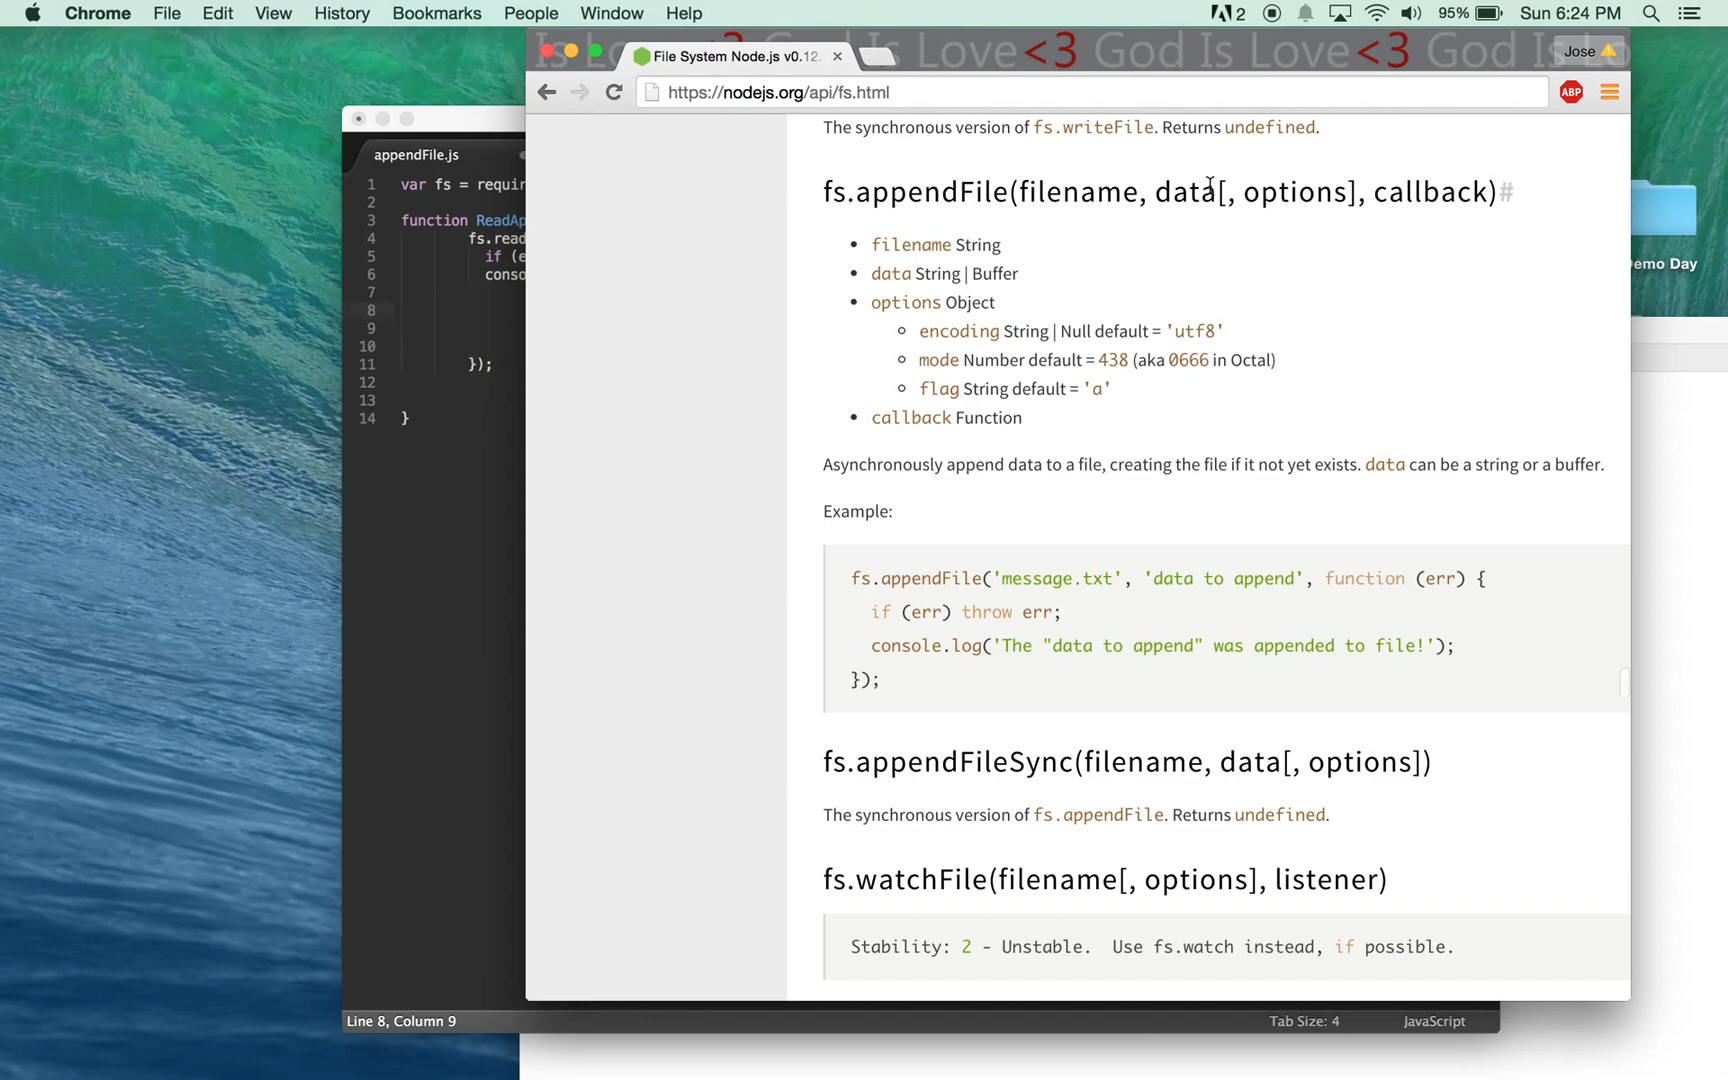 Chrome File Edit View History Bookmarks People Window Help 2 95% Sun 6:24 PM
Is Lo <3 God Is Love<3 God Is Love<3 God Is Lo
File System Node.js v0.12. Jose
https://nodejs.org/api/fs.html ABP
The synchronous version of fs.writeFile. Returns undefined.
fs.appendFile(filename, data[, options], callback)#
filename String
data String | Buffer
options Object
encoding String | Null default = 'utf8'
mode Number default = 438 (aka 0666 in Octal)
flag String default = 'a'
callback Function
Asynchronously append data to a file, creating the file if it not yet exists. data can be a string or a buffer.
Example:
fs.appendFile('message.txt', 'data to append', function (err) {
if (err) throw err;
console.log('The "data to append" was appended to file!');
});
fs.appendFileSync(filename, data[, options])
The synchronous version of fs.appendFile. Returns undefined.
fs.watchFile(filename[, options], listener)
Stability: 2 - Unstable. Use fs.watch instead, if possible.
appendFile.js
1 var fs = requir
2
3 function ReadAp
4 fs.read
5 if (e
6 conso
7
8
9
10
11 });
12
13
14 }
Line 8, Column 9 Tab Size: 4 JavaScript
Demo Day